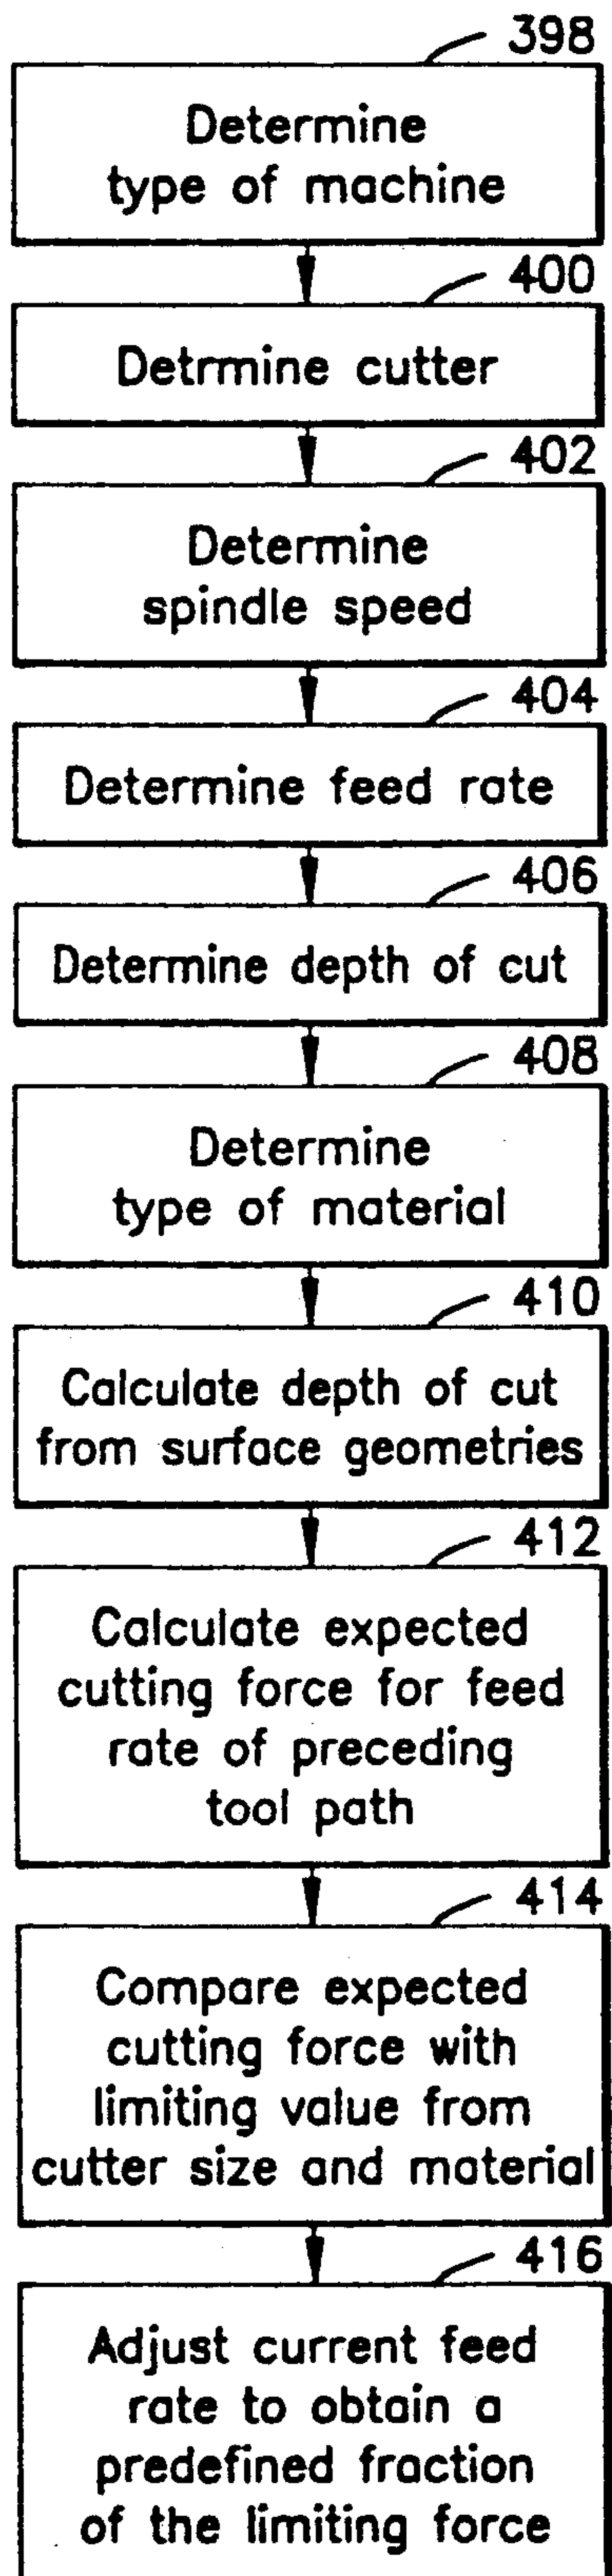 398
Determine
type of machine
400
Detrmine cutter
402
Determine
spindle speed
404
Determine feed rate
406
Determine depth of cut
408
Determine
type of material
410
Calculate depth of cut
from surface geometries
412
Calculate expected
cutting force for feed
rate of preceding
tool path
414
Compare expected
cutting force with
limiting value from
cutter size and material
416
Adjust current feed
rate to obtain a
predefined fraction
of the limiting force